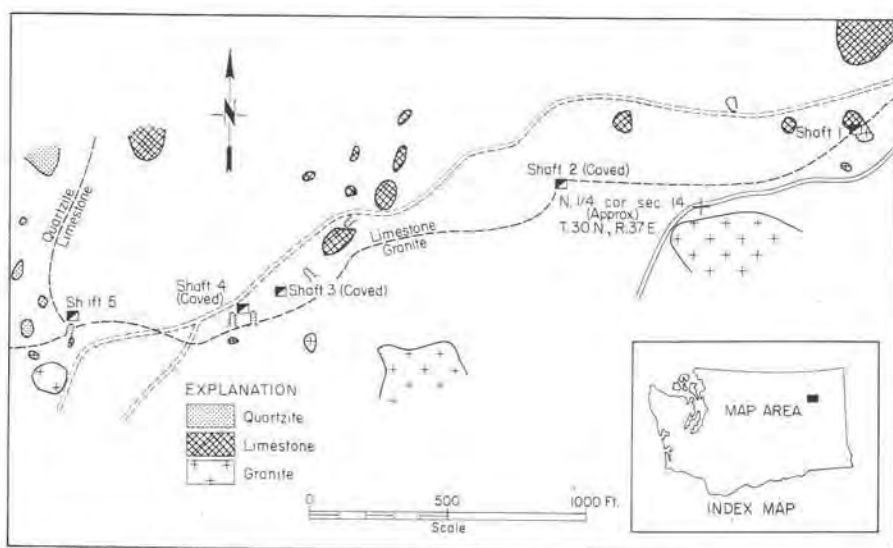 N
Shaft 1
Shaft 2 (Caved)
N. 1/4 cor. sec. 14
(Approx)
T.30 N., R.37 E.
Quartzite
Limestone
Limestone
Granite
Shaft 4
(Caved)
Shaft 3 (Caved)
Shift 5
EXPLANATION
Quartzite
Limestone
Granite
0 500 1000 Ft.
Scale
MAP AREA
INDEX MAP